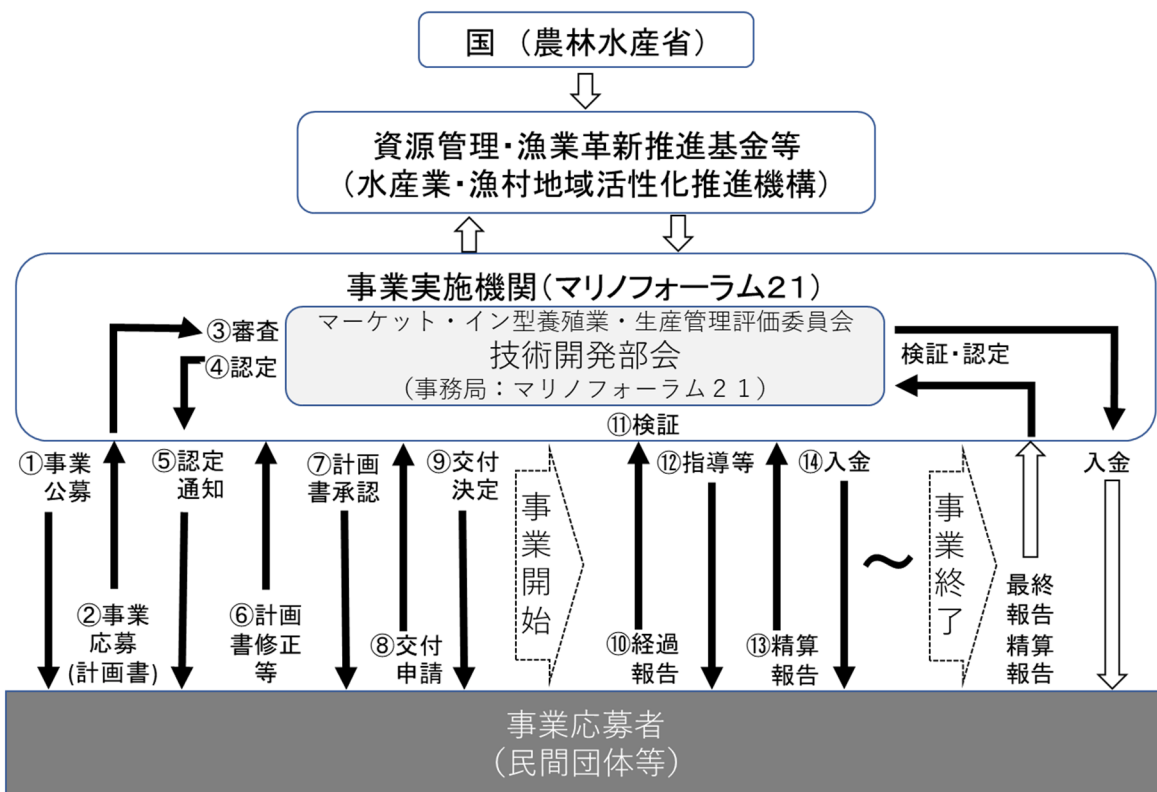 国（農林水産省）
資源管理・漁業革新推進基金等
（水産業・漁村地域活性化推進機構）
事業実施機関（マリノフォーラム２１）
マーケット・イン型養殖業・生産管理評価委員会
技術開発部会
（事務局：マリノフォーラム２１）
③審査
④認定
検証・認定
⑪検証
①事業
公募
②事業
応募
(計画書)
⑤認定
通知
⑥計画
書修正
等
⑦計画
書承認
⑧交付
申請
⑨交付
決定
事業開始
⑩経過
報告
⑫指導等
⑬精算
報告
⑭入金
～
事業終了
最終
報告
精算
報告
入金
事業応募者
（民間団体等）